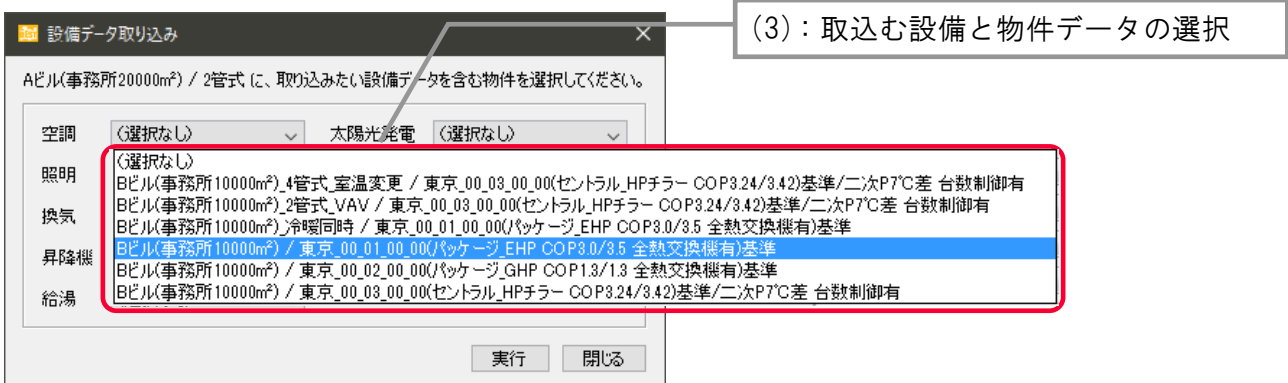 設備データ取り込み
(3)：取込む設備と物件データの選択
Aビル(事務所20000㎡) / 2管式 に、取り込みたい設備データを含む物件を選択してください。
空調 (選択なし) 太陽光発電 (選択なし)
照明
換気
昇降機
給湯
(選択なし)
Bビル(事務所10000㎡)_4管式_室温変更 / 東京_00_03_00_00(セントラル_HPチラー COP3.24/3.42)基準/二次P7℃差 台数制御有
Bビル(事務所10000㎡)_2管式_VAV / 東京_00_03_00_00(セントラル_HPチラー COP3.24/3.42)基準/二次P7℃差 台数制御有
Bビル(事務所10000㎡)_冷暖同時 / 東京_00_01_00_00(パッケージ_EHP COP3.0/3.5 全熱交換機有)基準
Bビル(事務所10000㎡) / 東京_00_01_00_00(パッケージ_EHP COP3.0/3.5 全熱交換機有)基準
Bビル(事務所10000㎡) / 東京_00_02_00_00(パッケージ_GHP COP1.3/1.3 全熱交換機有)基準
Bビル(事務所10000㎡) / 東京_00_03_00_00(セントラル_HPチラー COP3.24/3.42)基準/二次P7℃差 台数制御有
実行 閉じる